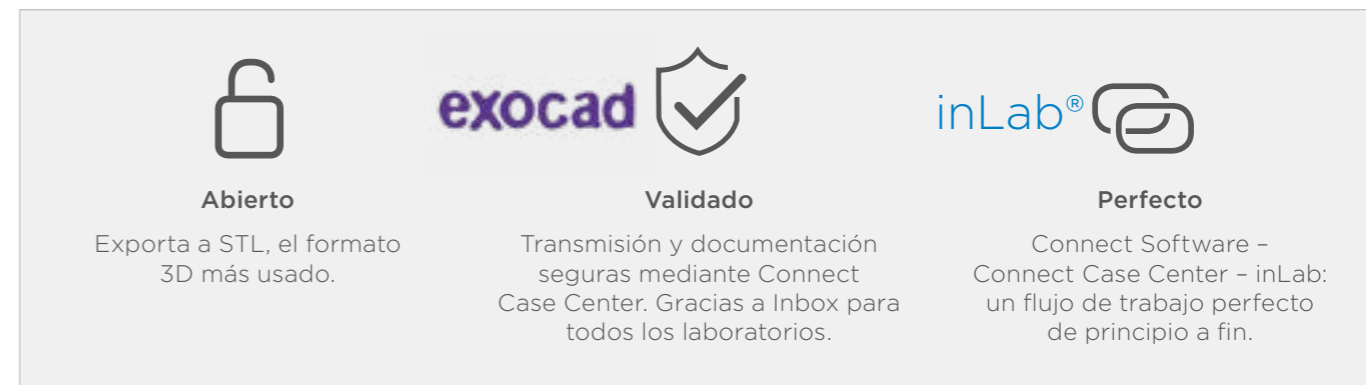 Abierto
Exporta a STL, el formato
3D más usado.
exocad
Validado
Transmisión y documentación
seguras mediante Connect
Case Center. Gracias a Inbox para
todos los laboratorios.
inLab®
Perfecto
Connect Software –
Connect Case Center – inLab:
un flujo de trabajo perfecto
de principio a fin.